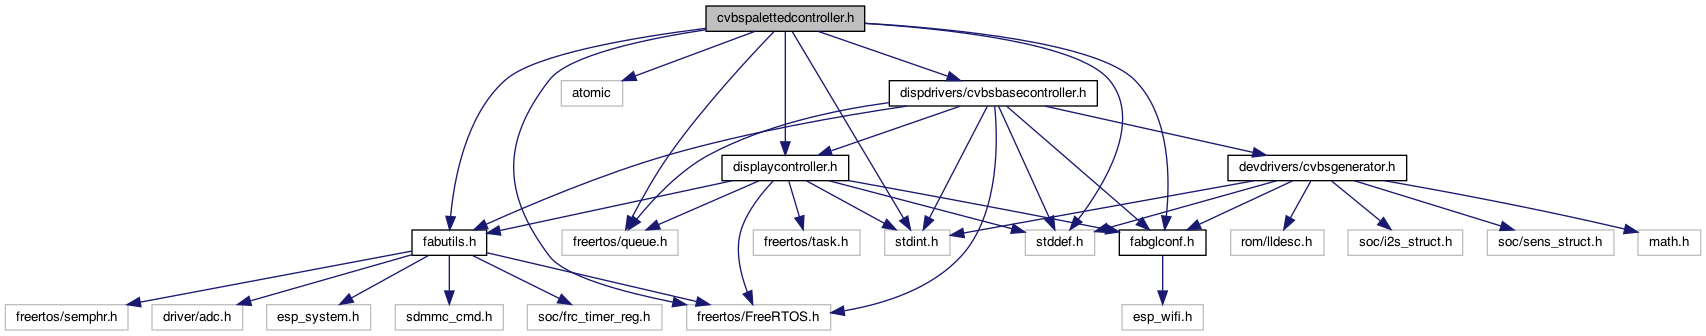 cvbspalettedcontroller.h
atomic
dispdrivers/cvbsbasecontroller.h
displaycontroller.h
devdrivers/cvbsgenerator.h
fabutils.h
freertos/queue.h
freertos/task.h
stdint.h
stddef.h
fabglconf.h
rom/lldesc.h
soc/i2s_struct.h
soc/sens_struct.h
math.h
freertos/semphr.h
driver/adc.h
esp_system.h
sdmmc_cmd.h
soc/frc_timer_reg.h
freertos/FreeRTOS.h
esp_wifi.h